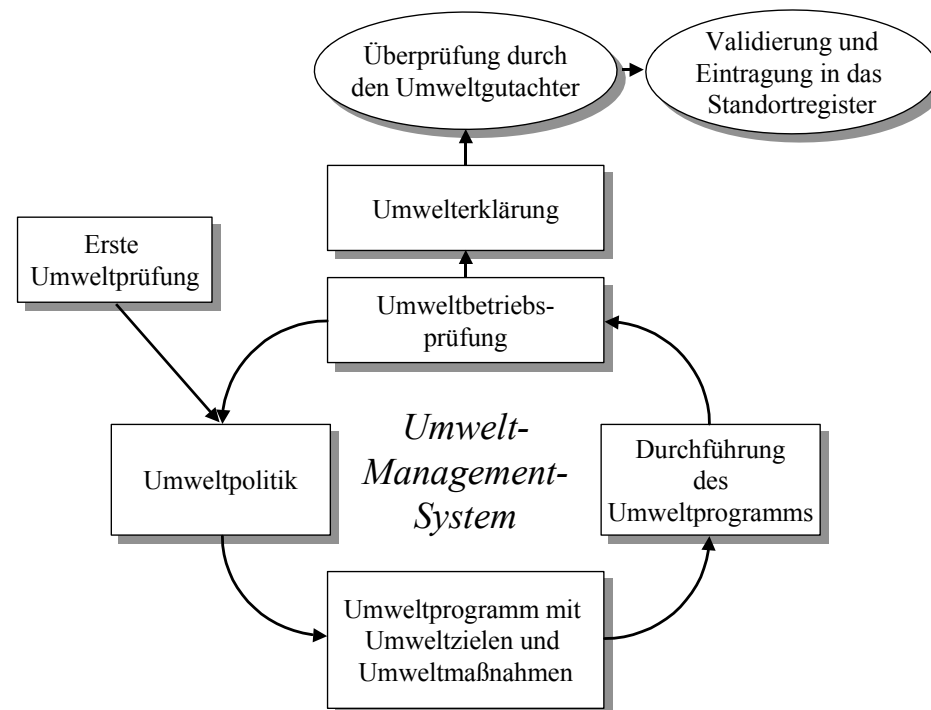 Überprüfung durch
den Umweltgutachter
Validierung und
Eintragung in das
Standortregister
Umwelterklärung
Erste
Umweltprüfung
Umweltbetriebs-
prüfung
Umweltpolitik
Umwelt-
Management-
System
Durchführung
des
Umweltprogramms
Umweltprogramm mit
Umweltzielen und
Umweltmaßnahmen